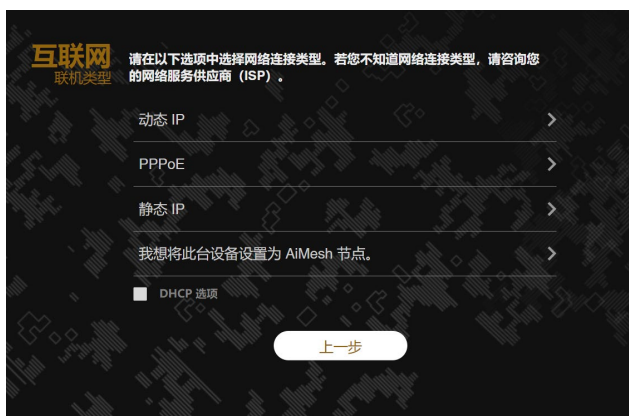 互联网
联机类型
请在以下选项中选择网络连接类型。若您不知道网络连接类型，请咨询您
的网络服务供应商（ISP）。
动态 IP
PPPoE
静态 IP
我想将此台设备设置为 AiMesh 节点。
DHCP 选项
上一步